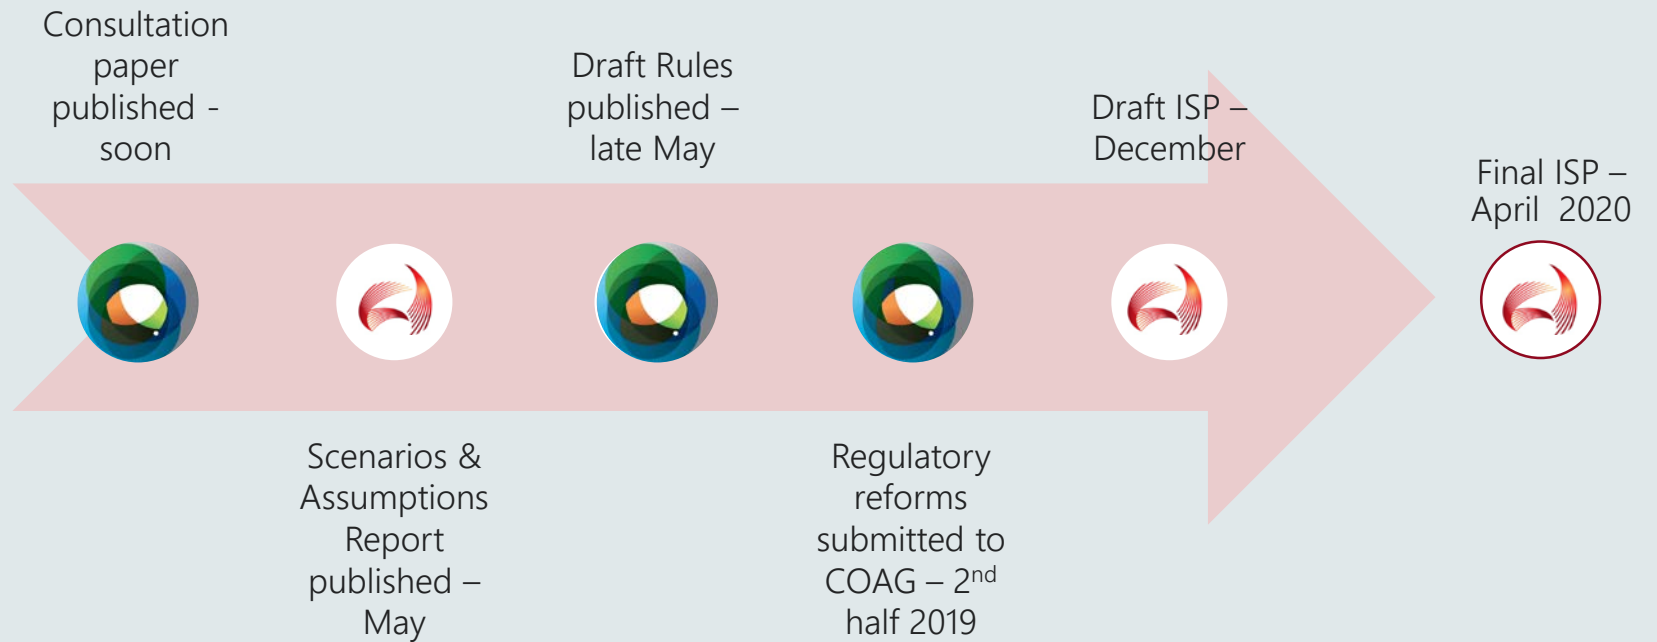 Consultation
paper
published -
soon
Scenarios &
Assumptions
Report
published –
May
Draft Rules
published –
late May
Regulatory
reforms
submitted to
COAG – 2nd
half 2019
Draft ISP –
December
Final ISP –
April 2020